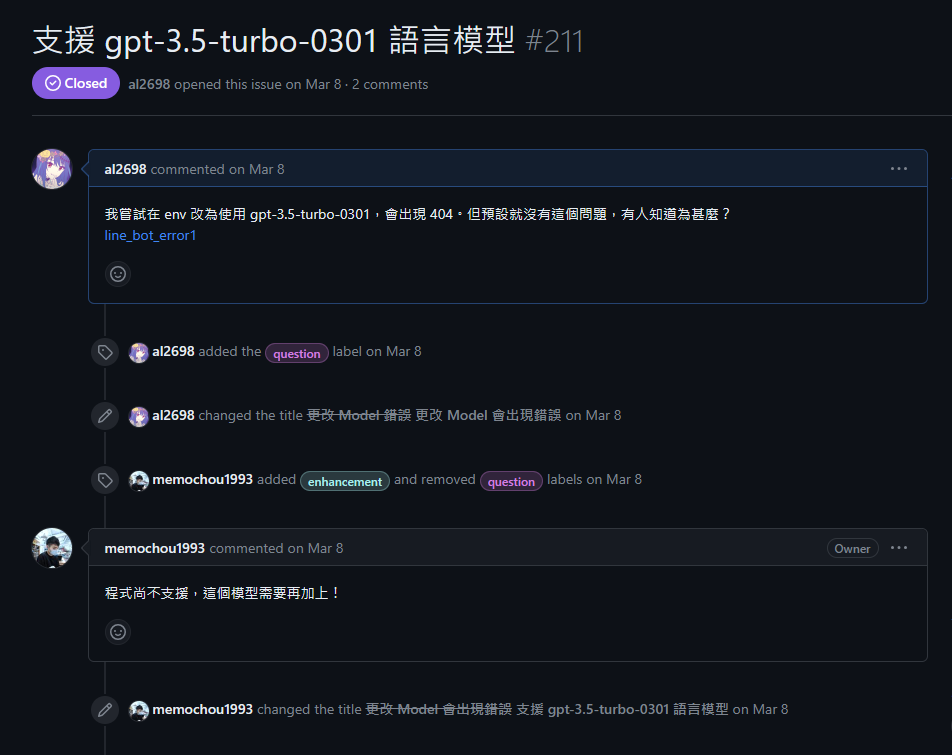 支援 gpt-3.5-turbo-0301 語言模型 #211
Closed al2698 opened this issue on Mar 8 · 2 comments
al2698 commented on Mar 8
我嘗試在 env 改為使用 gpt-3.5-turbo-0301，會出現 404。但預設就沒有這個問題，有人知道為甚麼？
line_bot_error1
al2698 added the question label on Mar 8
al2698 changed the title 更改 Model 錯誤 更改 Model 會出現錯誤 on Mar 8
memochou1993 added enhancement and removed question labels on Mar 8
memochou1993 commented on Mar 8 Owner
程式尚不支援，這個模型需要再加上！
memochou1993 changed the title 更改 Model 會出現錯誤 支援 gpt-3.5-turbo-0301 語言模型 on Mar 8